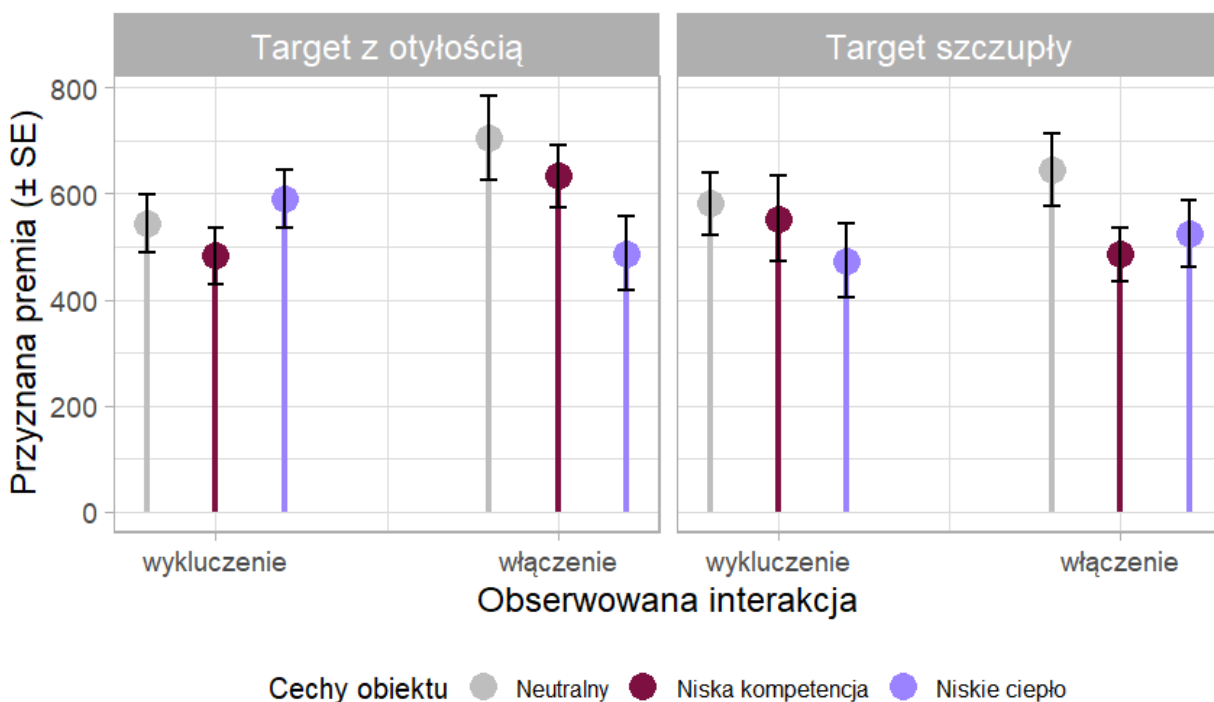 Target z otyłością
Target szczupły
Przyznana premia (± SE)
800
600
400
200
0
wykluczenie
włączenie
wykluczenie
włączenie
Obserwowana interakcja
Cechy obiektu
Neutralny
Niska kompetencja
Niskie ciepło